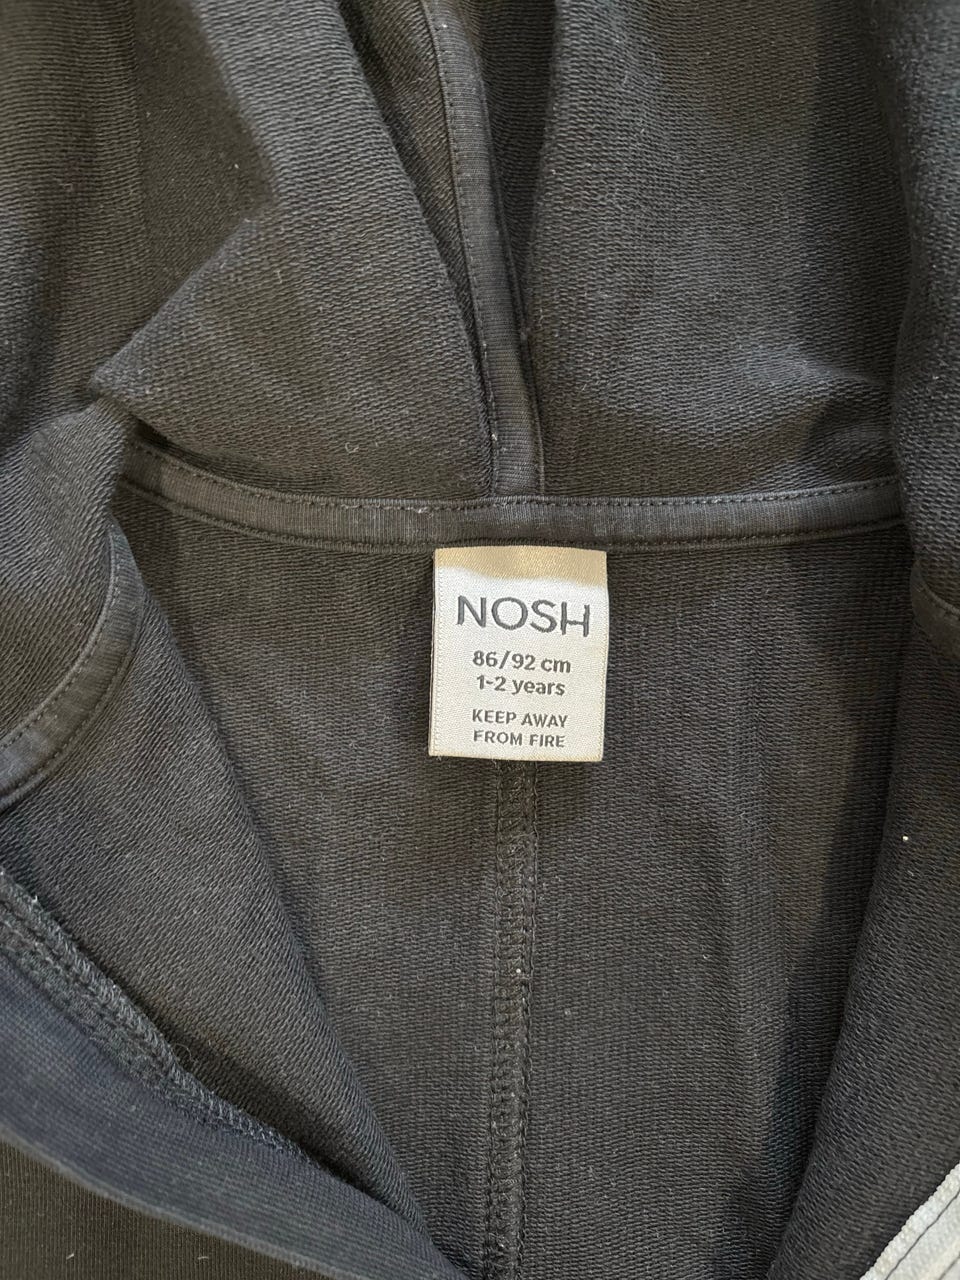 NOSH
86/92 cm
1-2 years
KEEP AWAY
FROM FIRE